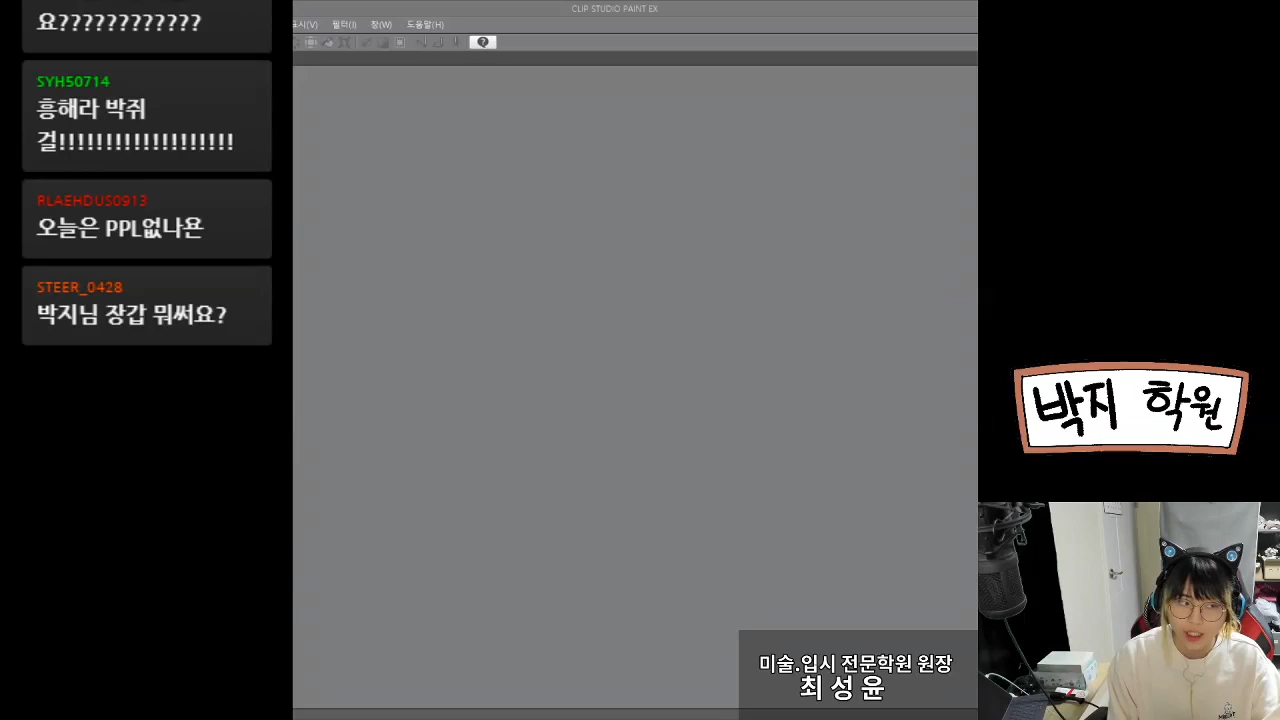 요????????????
SYH50714
흥해라 박쥐
걸!!!!!!!!!!!!!!!!!!!
RLAEHDUS0913
오늘은 PPL없나욘
STEER_0428
박지님 장갑 뭐써요?
CLIP STUDIO PAINT EX
표시(V) 필터(I) 창(W) 도움말(H)
박지 학원
미술.입시 전문학원 원장
최성윤